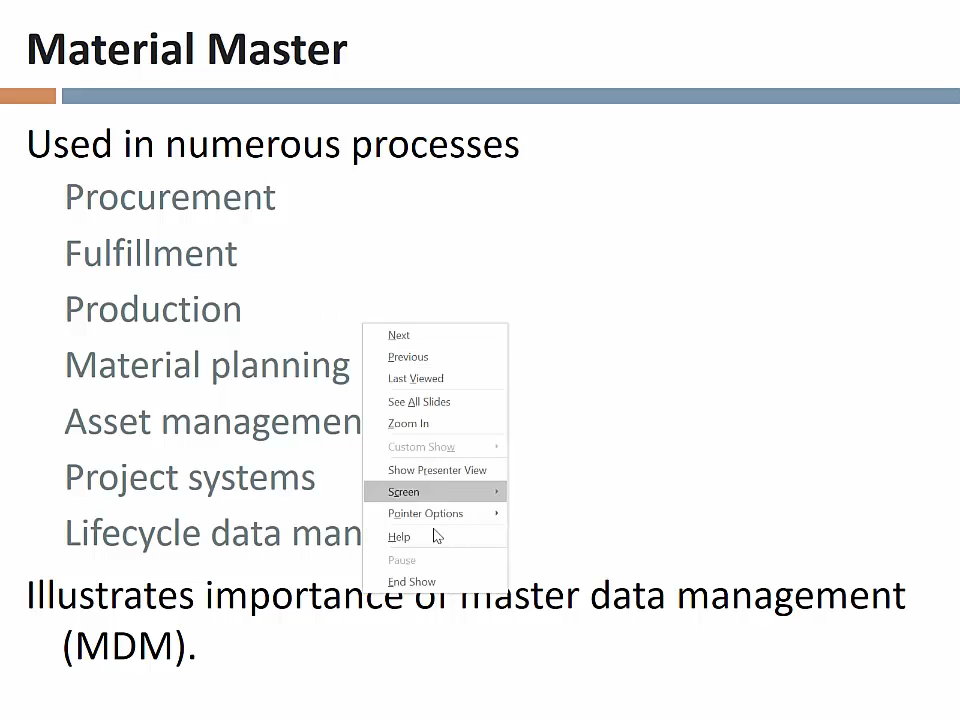 Material Master
Used in numerous processes
Procurement
Fulfillment
Production
Material planning
Asset managemen
Project systems
Lifecycle data man
Illustrates importance of master data management
(MDM).
Next
Previous
Last Viewed
See All Slides
Zoom In
Custom Show
Show Presenter View
Screen
Pointer Options
Help
Pause
End Show